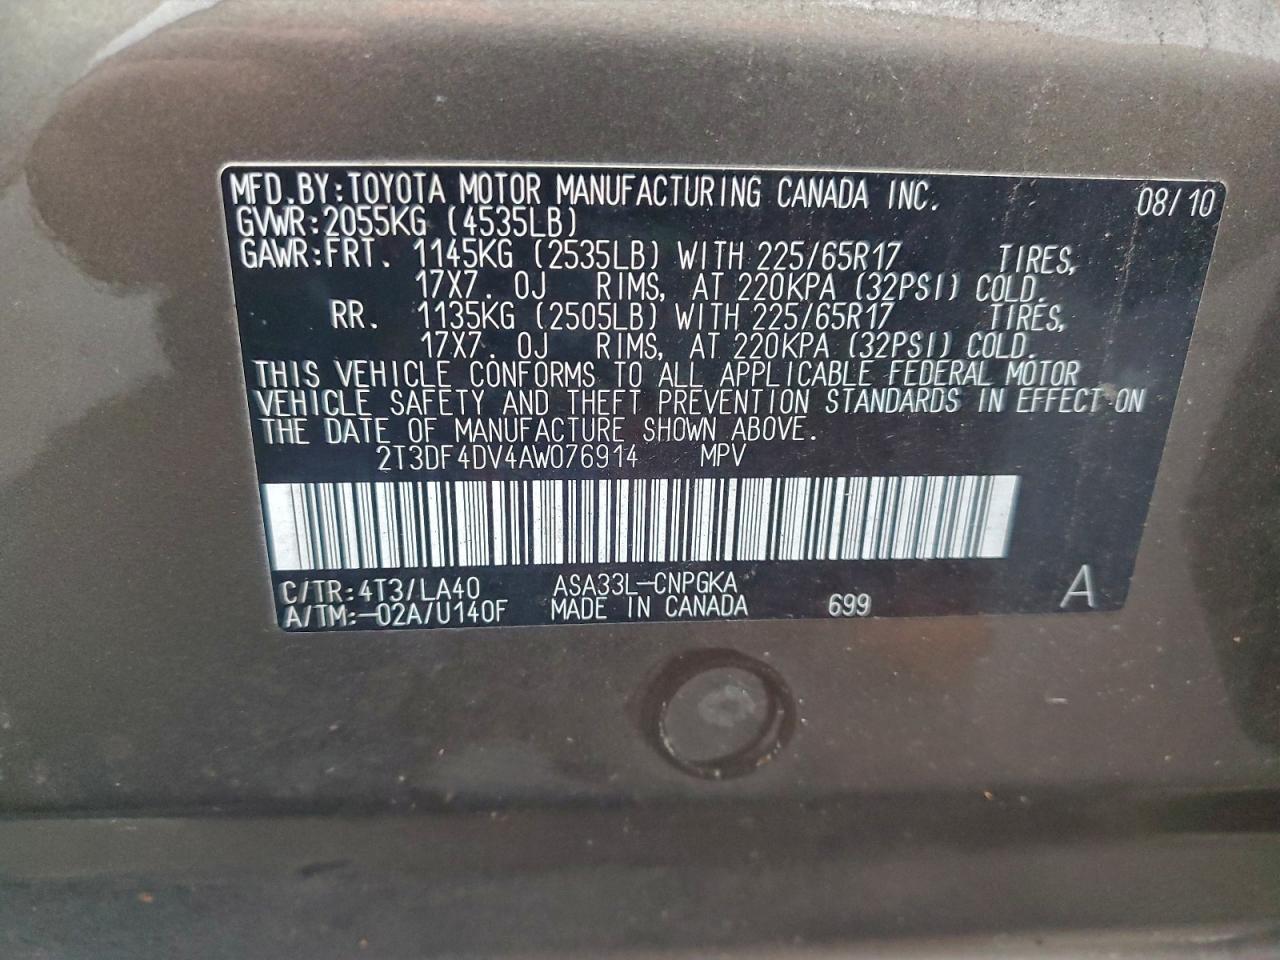 MFD.BY:TOYOTA MOTOR MANUFACTURING CANADA INC. 08/10
GVWR:2055KG (4535LB)
GAWR:FRT. 1145KG (2535LB) WITH 225/65R17 TIRES,
17X7.0J RIMS, AT 220KPA (32PSI) COLD.
RR. 1135KG (2505LB) WITH 225/65R17 TIRES,
17X7.0J RIMS, AT 220KPA (32PSI) COLD.
THIS VEHICLE CONFORMS TO ALL APPLICABLE FEDERAL MOTOR
VEHICLE SAFETY AND THEFT PREVENTION STANDARDS IN EFFECT ON
THE DATE OF MANUFACTURE SHOWN ABOVE.
2T3DF4DV4AW076914 MPV
C/TR:4T3/LA40 ASA33L-CNPGKA A
A/TM:-02A/U140F MADE IN CANADA 699